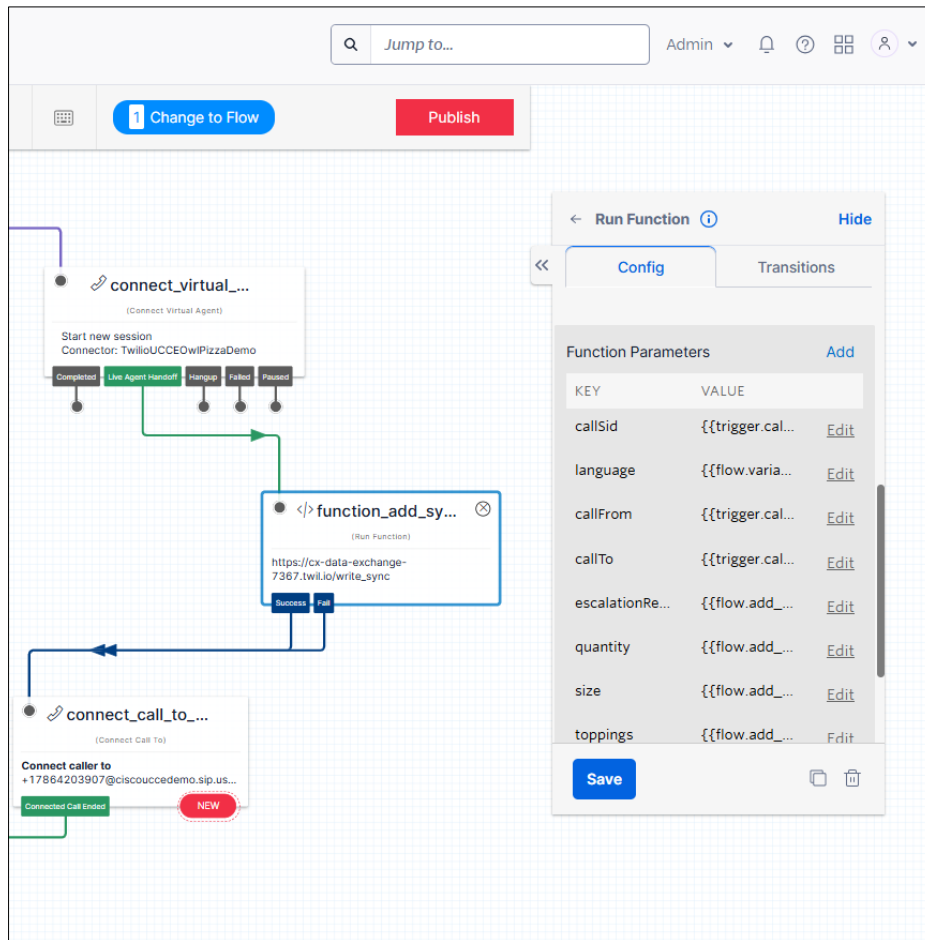 Jump to...
Admin
1 Change to Flow
Publish
Run Function
Hide
Config
Transitions
connect_virtual_...
(Connect Virtual Agent)
Start new session
Connector: TwilioUCCEOwlPizzaDemo
Completed
Live Agent Handoff
Hangup
Failed
Paused
function_add_sy...
(Run Function)
https://cx-data-exchange-
7367.twil.io/write_sync
Success
Fail
connect_call_to_...
(Connect Call To)
Connect caller to
+17864203907@ciscouccedemo.sip.us...
Connected Call Ended
NEW
Function Parameters
Add
KEY VALUE
callSid {{trigger.cal... Edit
language {{flow.varia... Edit
callFrom {{trigger.cal... Edit
callTo {{trigger.cal... Edit
escalationRe... {{flow.add_... Edit
quantity {{flow.add_... Edit
size {{flow.add_... Edit
toppings {{flow.add_... Edit
Save